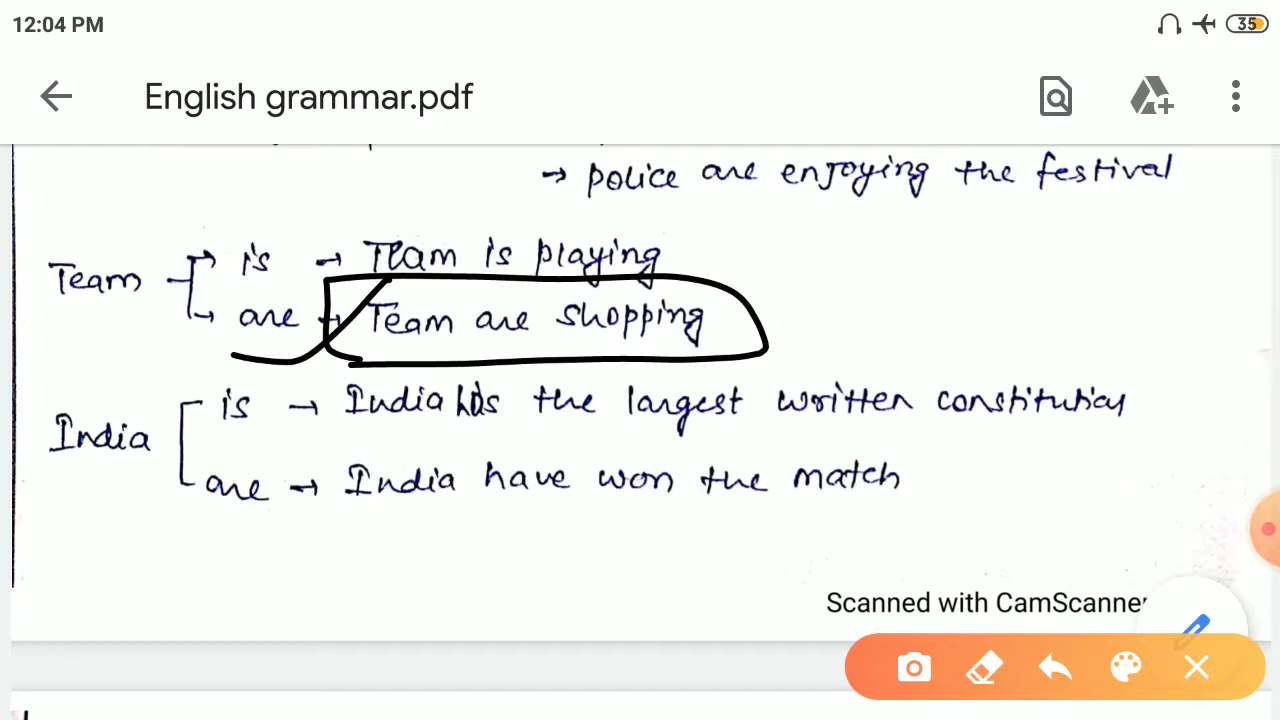 12:04 PM
35
English grammar.pdf
→ police are enjoying the festival
Team → is → Team is playing
→ are → Team are shopping
India is → India has the largest written constitution
are → India have won the match
Scanned with CamScanner